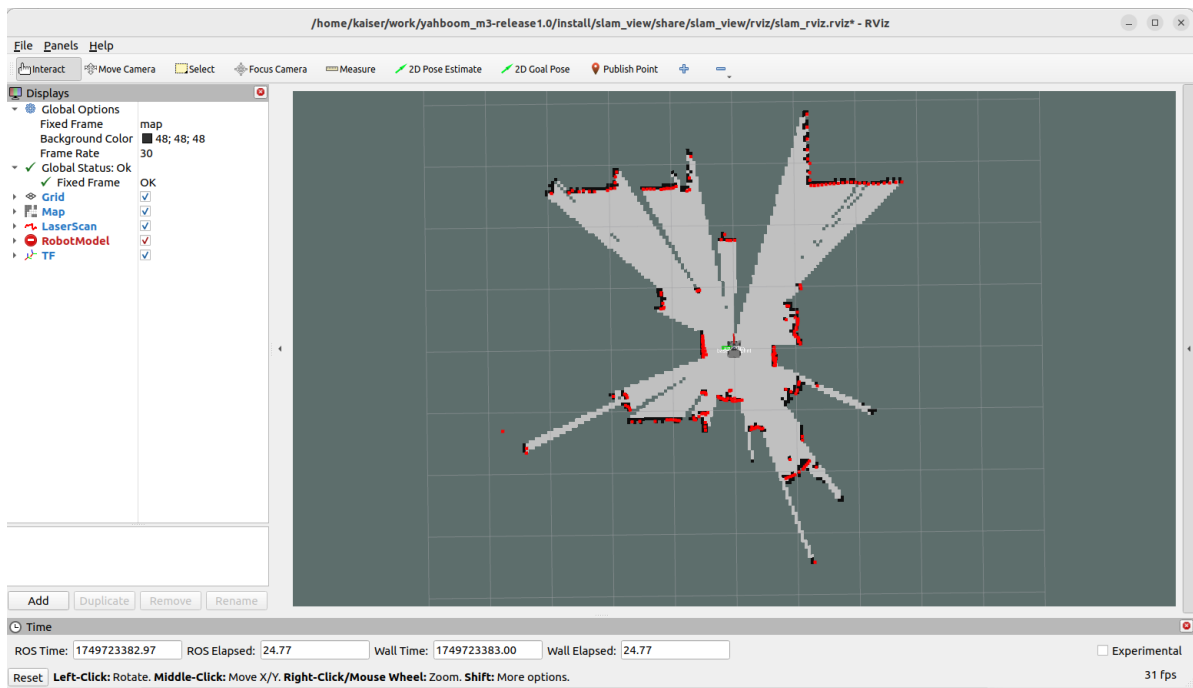 /home/kaiser/work/yahboom_m3-release1.0/install/slam_view/share/slam_view/rviz/slam_rviz.rviz* - RViz
File Panels Help
Interact Move Camera Select Focus Camera Measure 2D Pose Estimate 2D Goal Pose Publish Point
Displays
Global Options
Fixed Frame map
Background Color 48; 48; 48
Frame Rate 30
Global Status: Ok
Fixed Frame OK
Grid
Map
LaserScan
RobotModel
TF
Add Duplicate Remove Rename
Time
ROS Time: 1749723382.97 ROS Elapsed: 24.77 Wall Time: 1749723383.00 Wall Elapsed: 24.77 Experimental
Reset Left-Click: Rotate. Middle-Click: Move X/Y. Right-Click/Mouse Wheel: Zoom. Shift: More options. 31 fps